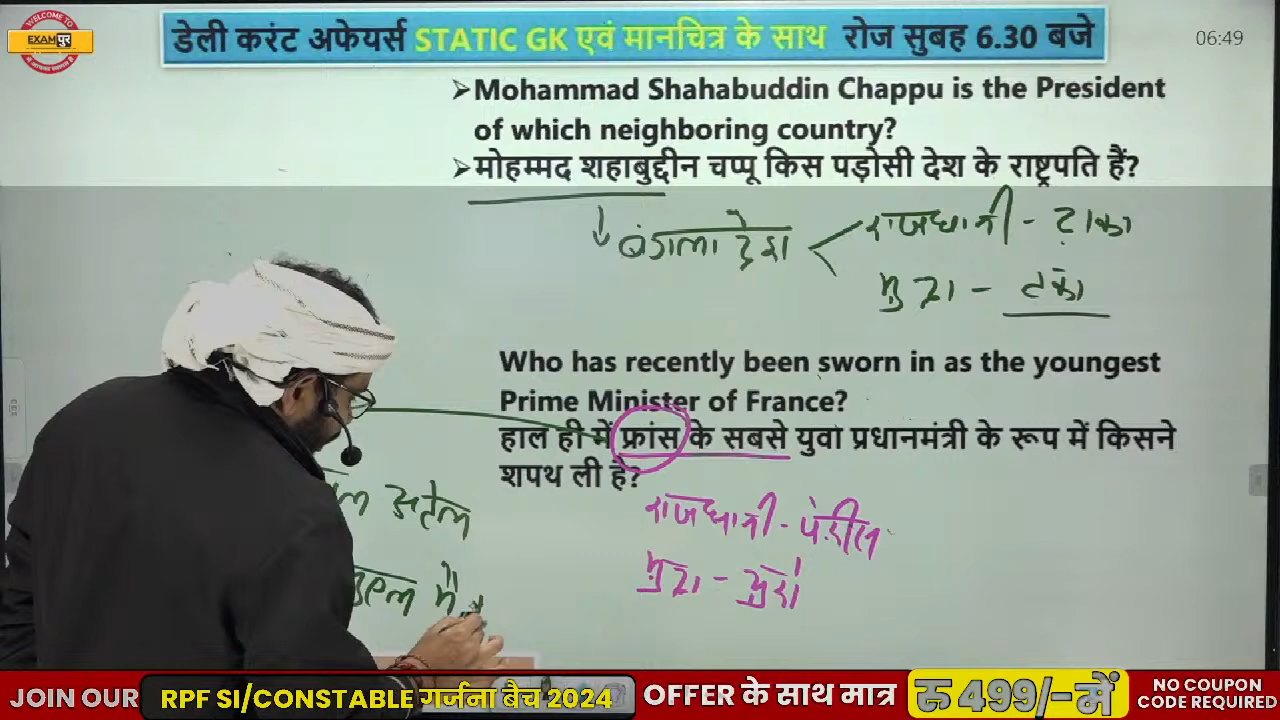 WELCOME TO
EXAMपुर
डेली करंट अफेयर्स STATIC GK एवं मानचित्र के साथ रोज सुबह 6.30 बजे
06:49
➢Mohammad Shahabuddin Chappu is the President
of which neighboring country?
➢मोहम्मद शहाबुद्दीन चप्पू किस पड़ोसी देश के राष्ट्रपति हैं?
राजधानी - ढाका
बंगलादेश
मुद्रा - टका
Who has recently been sworn in as the youngest
Prime Minister of France?
हाल ही में फ्रांस के सबसे युवा प्रधानमंत्री के रूप में किसने
शपथ ली है?
अटेल
राजधानी - पेरिस
मुद्रा - यूरो
JOIN OUR RPF SI/CONSTABLE गर्जना बैच 2024 OFFER के साथ मात्र रु 499/- में NO COUPON
CODE REQUIRED